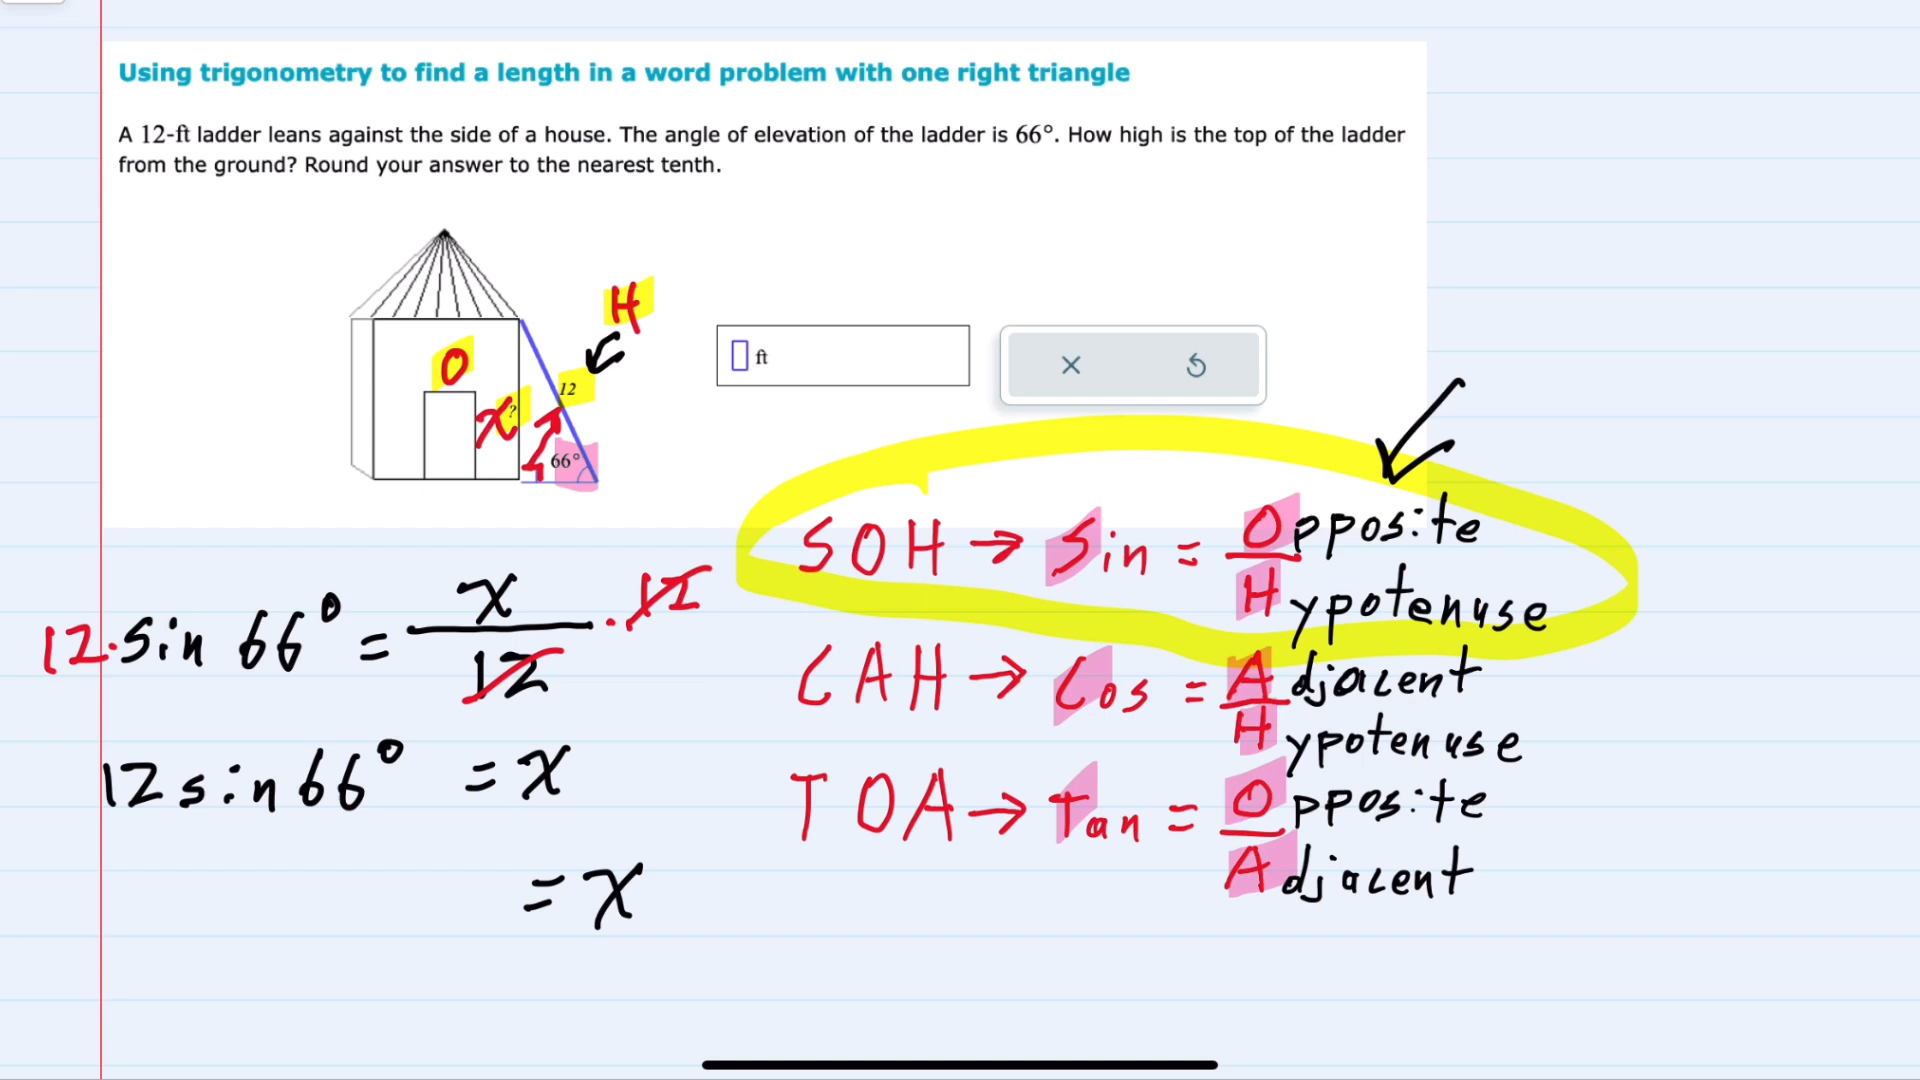 Using trigonometry to find a length in a word problem with one right triangle
A 12-ft ladder leans against the side of a house. The angle of elevation of the ladder is 66°. How high is the top of the ladder
from the ground? Round your answer to the nearest tenth.
H
O
12
x ?
66°
ft
SOH → Sin = Opposite
Hypotenuse
CAH → Cos = Adjacent
Hypotenuse
TOA → Tan = Opposite
Adjacent
12 · sin 66° = x / 12 · 12
12 sin 66° = x
= x